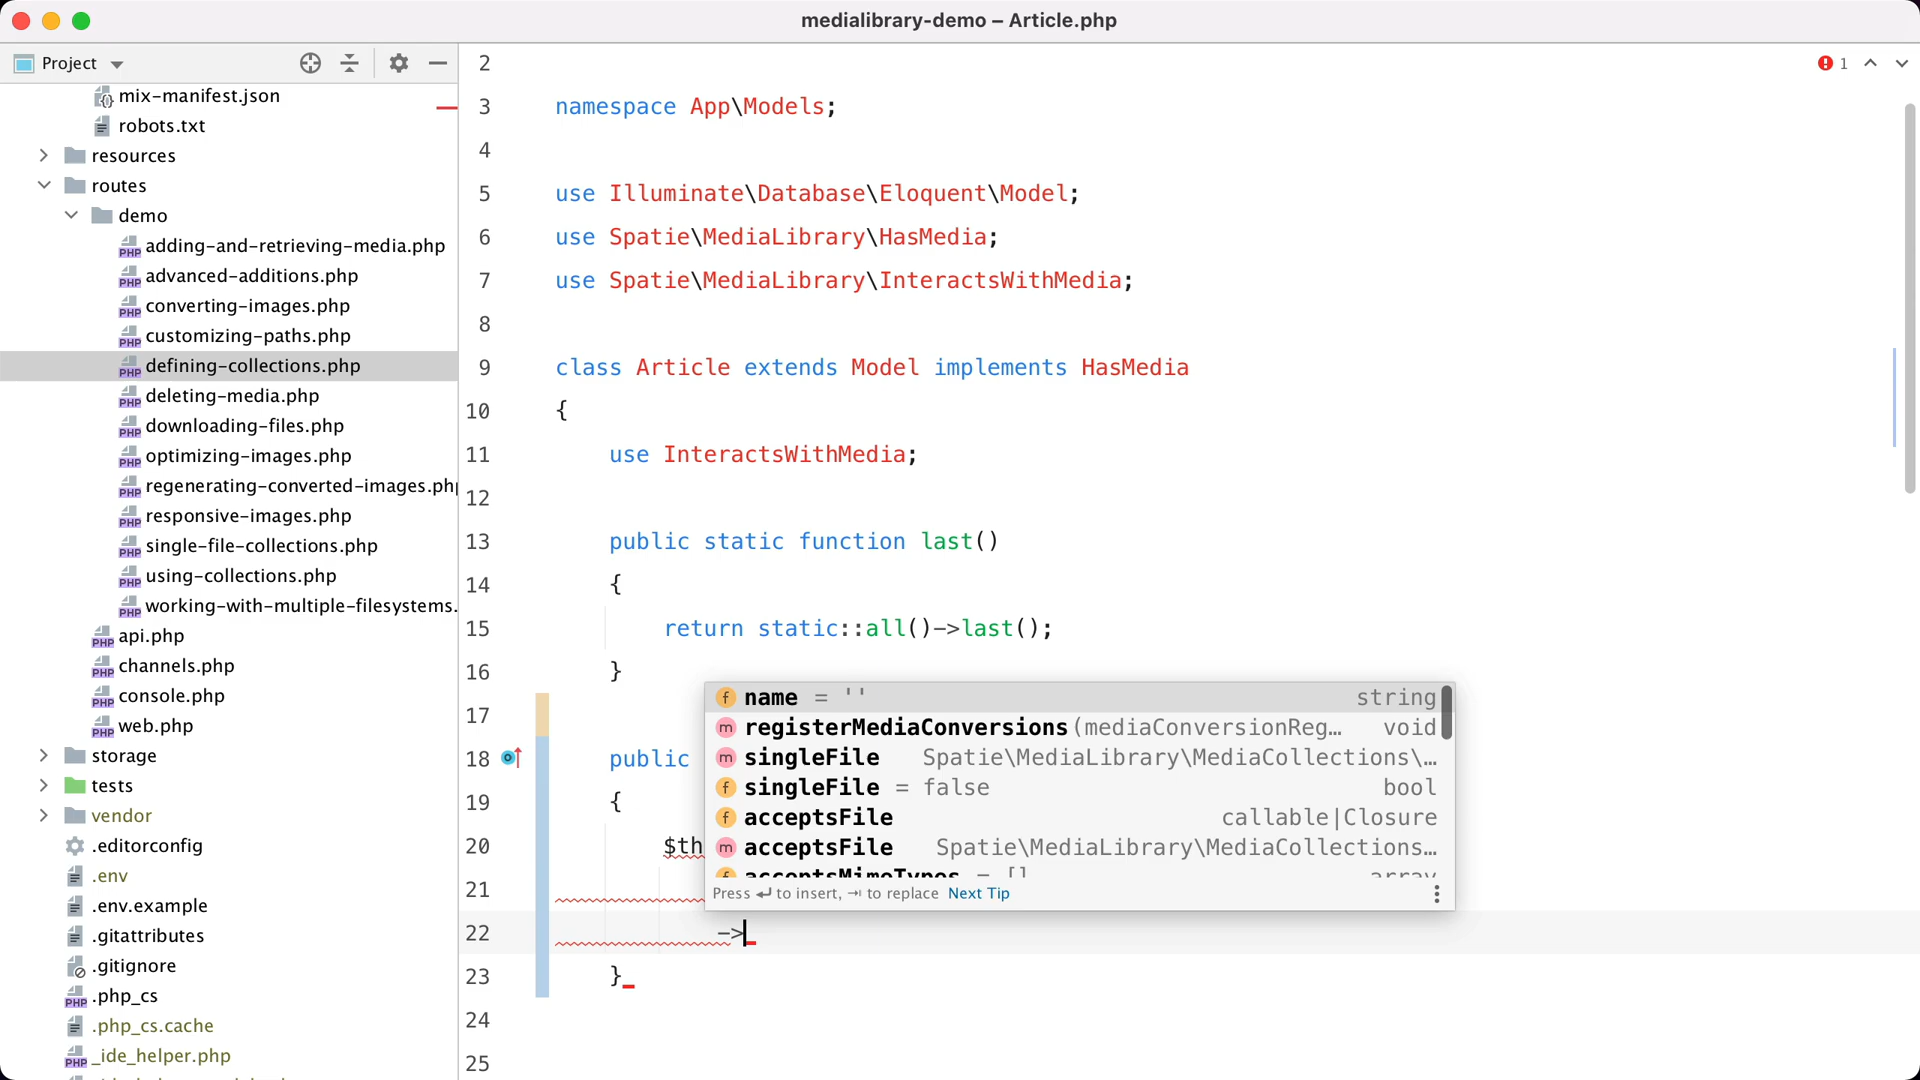 medialibrary-demo – Article.php
Project
mix-manifest.json
robots.txt
resources
routes
demo
adding-and-retrieving-media.php
advanced-additions.php
converting-images.php
customizing-paths.php
defining-collections.php
deleting-media.php
downloading-files.php
optimizing-images.php
regenerating-converted-images.php
responsive-images.php
single-file-collections.php
using-collections.php
working-with-multiple-filesystems.
api.php
channels.php
console.php
web.php
storage
tests
vendor
.editorconfig
.env
.env.example
.gitattributes
.gitignore
.php_cs
.php_cs.cache
_ide_helper.php
1
2
3 namespace App\Models;
4
5 use Illuminate\Database\Eloquent\Model;
6 use Spatie\MediaLibrary\HasMedia;
7 use Spatie\MediaLibrary\InteractsWithMedia;
8
9 class Article extends Model implements HasMedia
10 {
11 use InteractsWithMedia;
12
13 public static function last()
14 {
15 return static::all()->last();
16 }
17
18 public
19 {
20 $th
21
22 ->
23 }
24
25
f name = '' string
m registerMediaConversions(mediaConversionReg… void
m singleFile Spatie\MediaLibrary\MediaCollections\…
f singleFile = false bool
f acceptsFile callable|Closure
m acceptsFile Spatie\MediaLibrary\MediaCollections…
f acceptsMimeTypes = [] array
Press ↵ to insert, ⇥ to replace Next Tip